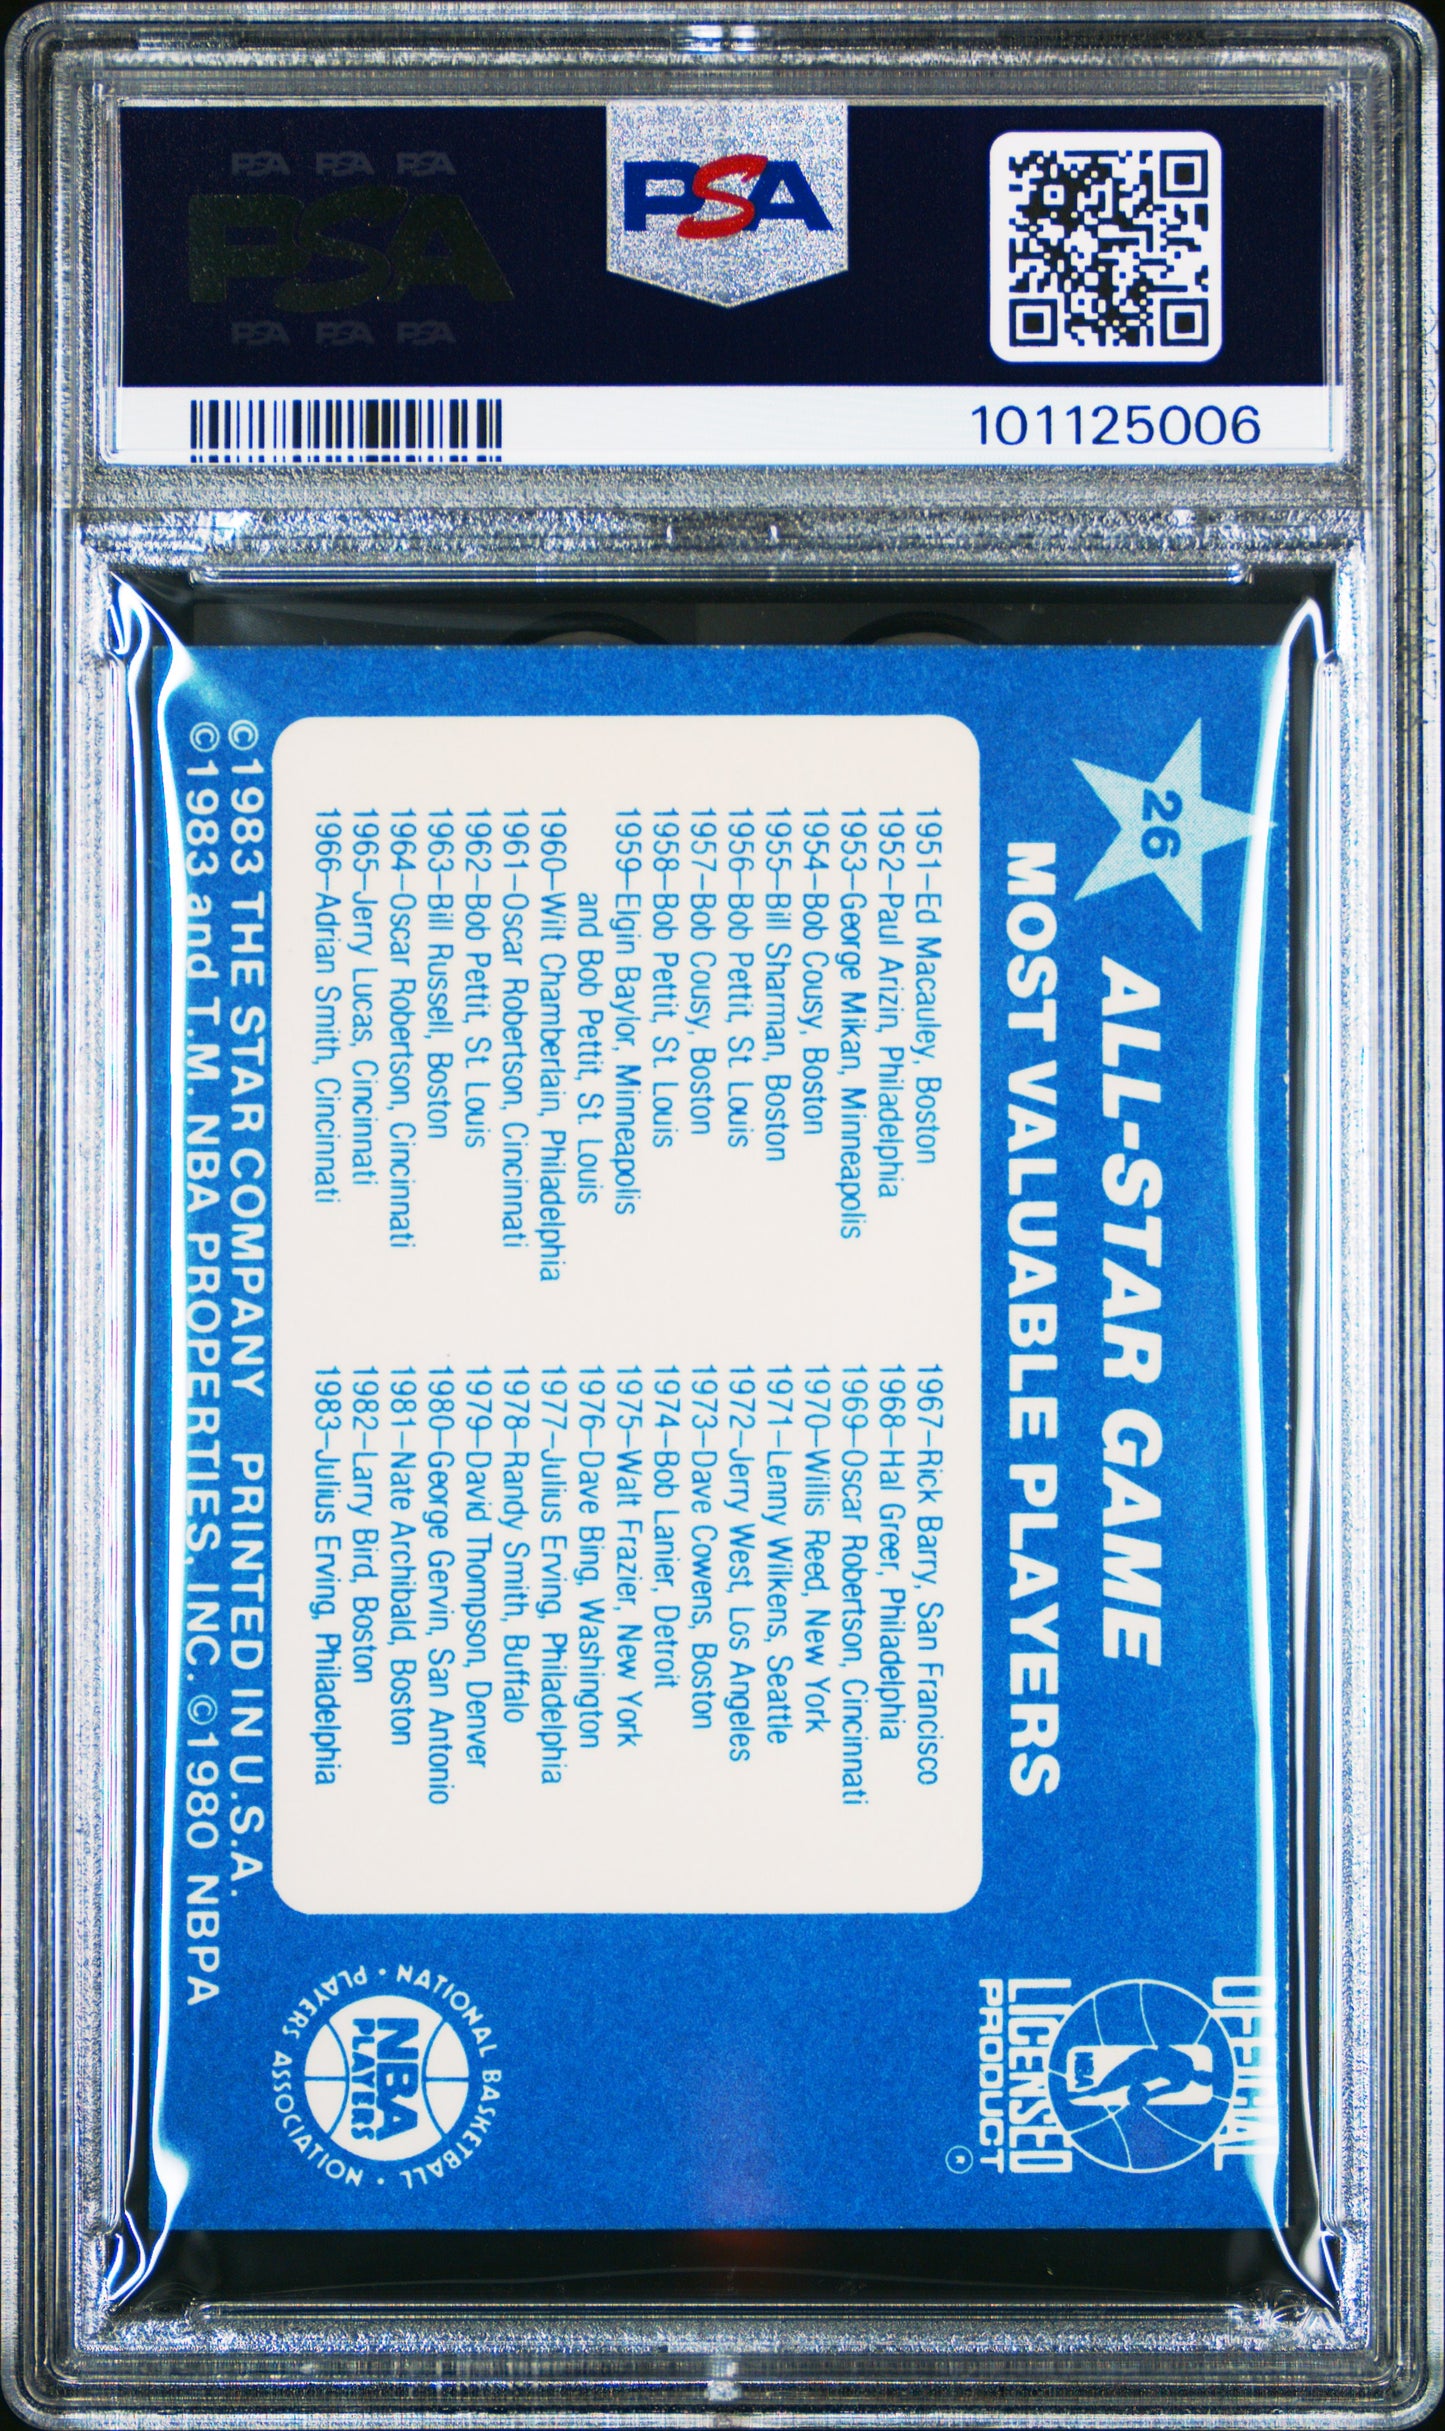 PSA PSA PSA
PSA
PSA PSA PSA
PSA
101125006
26
ALL-STAR GAME
MOST VALUABLE PLAYERS
1951—Ed Macauley, Boston
1952—Paul Arizin, Philadelphia
1953—George Mikan, Minneapolis
1954—Bob Cousy, Boston
1955—Bill Sharman, Boston
1956—Bob Pettit, St. Louis
1957—Bob Cousy, Boston
1958—Bob Pettit, St. Louis
1959—Elgin Baylor, Minneapolis
and Bob Pettit, St. Louis
1960—Wilt Chamberlain, Philadelphia
1961—Oscar Robertson, Cincinnati
1962—Bob Pettit, St. Louis
1963—Bill Russell, Boston
1964—Oscar Robertson, Cincinnati
1965—Jerry Lucas, Cincinnati
1966—Adrian Smith, Cincinnati
1967—Rick Barry, San Francisco
1968—Hal Greer, Philadelphia
1969—Oscar Robertson, Cincinnati
1970—Willis Reed, New York
1971—Lenny Wilkens, Seattle
1972—Jerry West, Los Angeles
1973—Dave Cowens, Boston
1974—Bob Lanier, Detroit
1975—Walt Frazier, New York
1976—Dave Bing, Washington
1977—Julius Erving, Philadelphia
1978—Randy Smith, Buffalo
1979—David Thompson, Denver
1980—George Gervin, San Antonio
1981—Nate Archibald, Boston
1982—Larry Bird, Boston
1983—Julius Erving, Philadelphia
OFFICIAL
NBA
LICENSED
PRODUCT
®
NATIONAL BASKETBALL • PLAYERS ASSOCIATION •
NBA
PLAYERS
©1983 THE STAR COMPANY PRINTED IN U.S.A.
©1983 and T.M. NBA PROPERTIES, INC. ©1980 NBPA